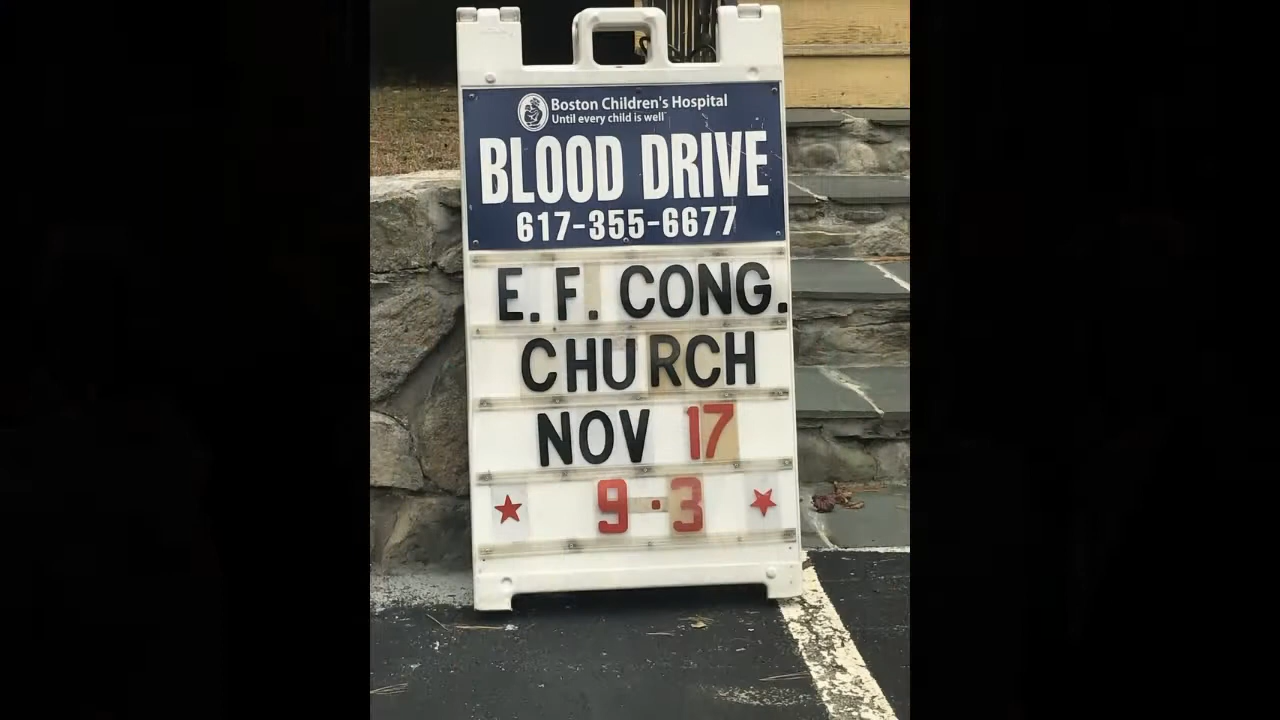 Boston Children's Hospital
Until every child is well
BLOOD DRIVE
617-355-6677
E. F. CONG.
CHURCH
NOV 17
9-3